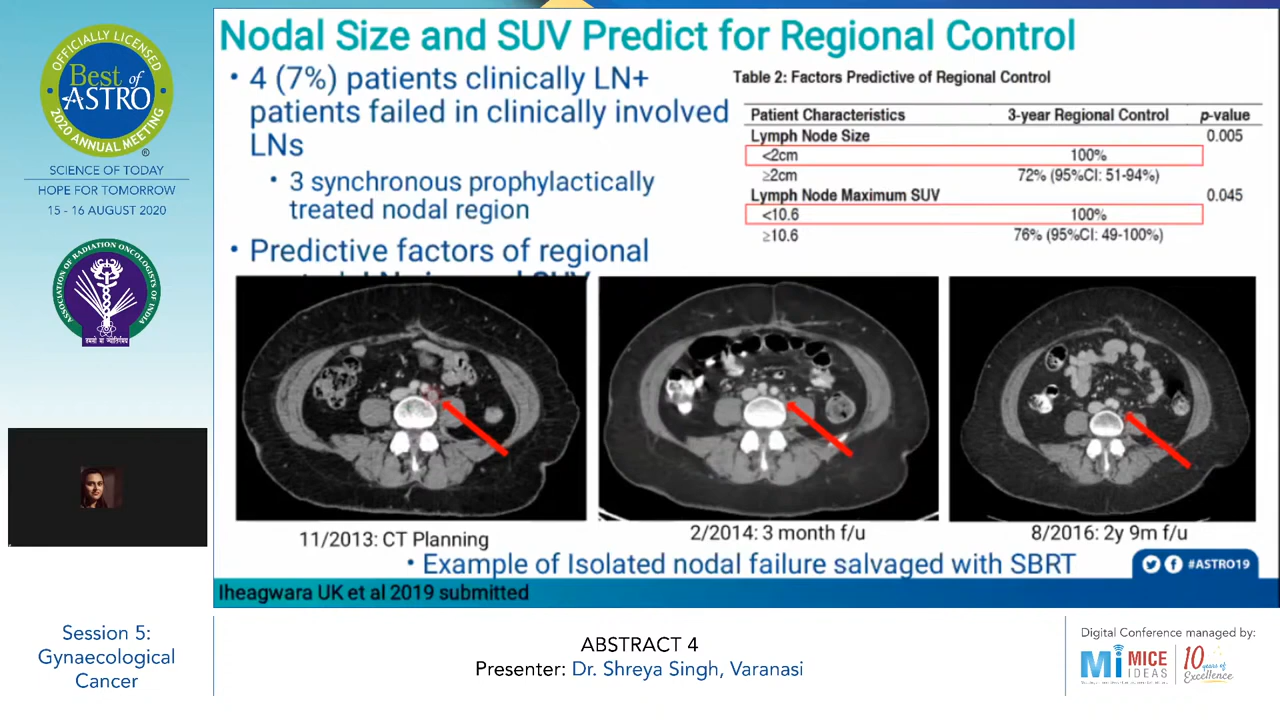 OFFICIALLY LICENSED
Best of
ASTRO
2020 ANNUAL MEETING
®
SCIENCE OF TODAY
HOPE FOR TOMORROW
15 - 16 AUGUST 2020
ASSOCIATION OF RADIATION ONCOLOGISTS OF INDIA
Nodal Size and SUV Predict for Regional Control
• 4 (7%) patients clinically LN+
patients failed in clinically involved
LNs
• 3 synchronous prophylactically
treated nodal region
• Predictive factors of regional
Table 2: Factors Predictive of Regional Control
Patient Characteristics 3-year Regional Control p-value
Lymph Node Size 0.005
<2cm 100%
≥2cm 72% (95%CI: 51-94%)
Lymph Node Maximum SUV 0.045
<10.6 100%
≥10.6 76% (95%CI: 49-100%)
11/2013: CT Planning
2/2014: 3 month f/u
8/2016: 2y 9m f/u
• Example of Isolated nodal failure salvaged with SBRT
#ASTRO19
Iheagwara UK et al 2019 submitted
Session 5:
Gynaecological
Cancer
ABSTRACT 4
Presenter: Dr. Shreya Singh, Varanasi
Digital Conference managed by:
Mi MICE
IDEAS
10 years of
Excellence